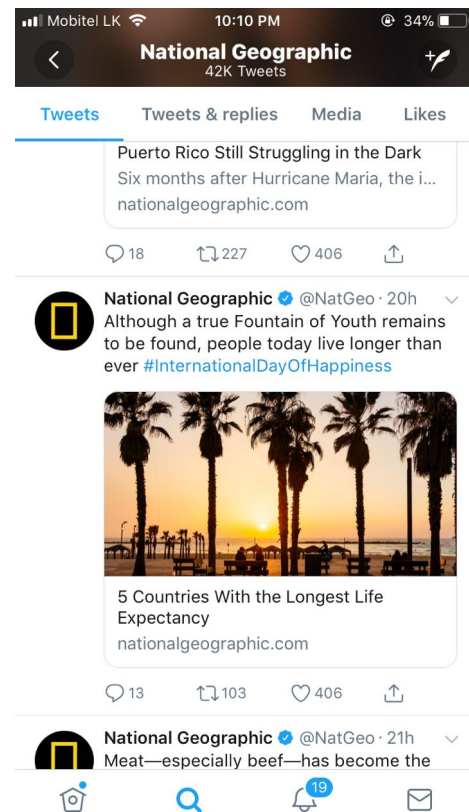 Mobitel LK 10:10 PM 34%
National Geographic
42K Tweets
Tweets Tweets & replies Media Likes
Puerto Rico Still Struggling in the Dark
Six months after Hurricane Maria, the i...
nationalgeographic.com
18 227 406
National Geographic @NatGeo · 20h
Although a true Fountain of Youth remains
to be found, people today live longer than
ever #InternationalDayOfHappiness
5 Countries With the Longest Life
Expectancy
nationalgeographic.com
13 103 406
National Geographic @NatGeo · 21h
Meat—especially beef—has become the
19